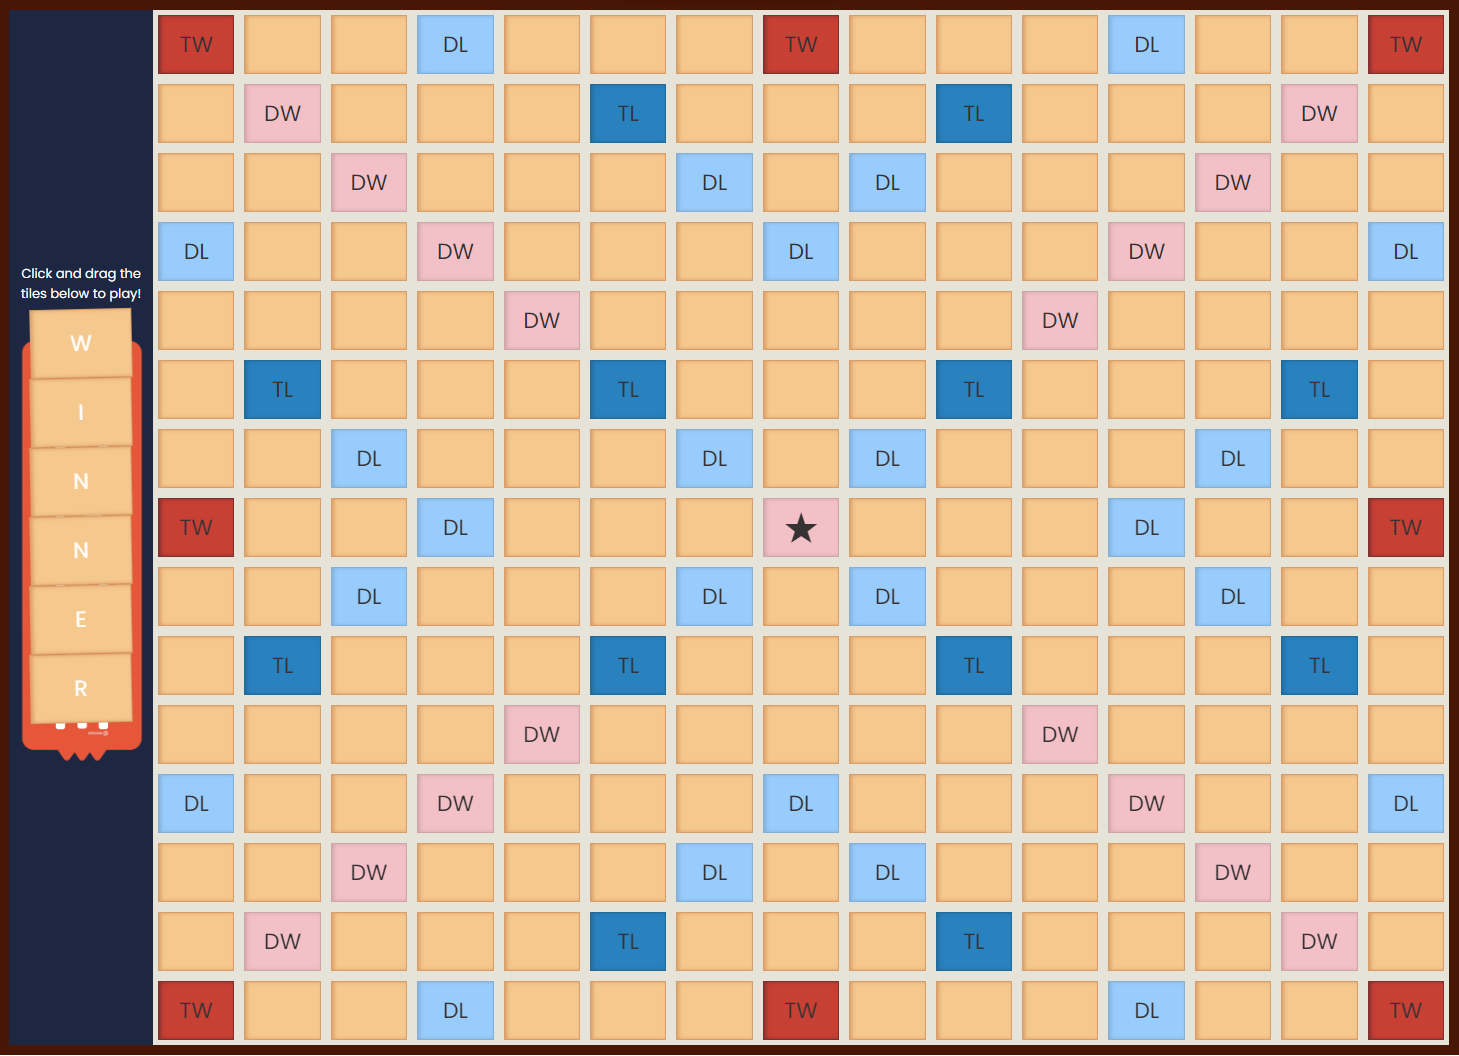 Click and drag the
tiles below to play!
W
I
N
N
E
R
TW DL TW DL TW
DW TL TL DW
DW DL DL DW
DL DW DL DW DL
DW DW
TL TL TL TL
DL DL DL DL
TW DL DL TW
DL DL DL DL
TL TL TL TL
DW DW
DL DW DL DW DL
DW DL DL DW
DW TL TL DW
TW DL TW DL TW